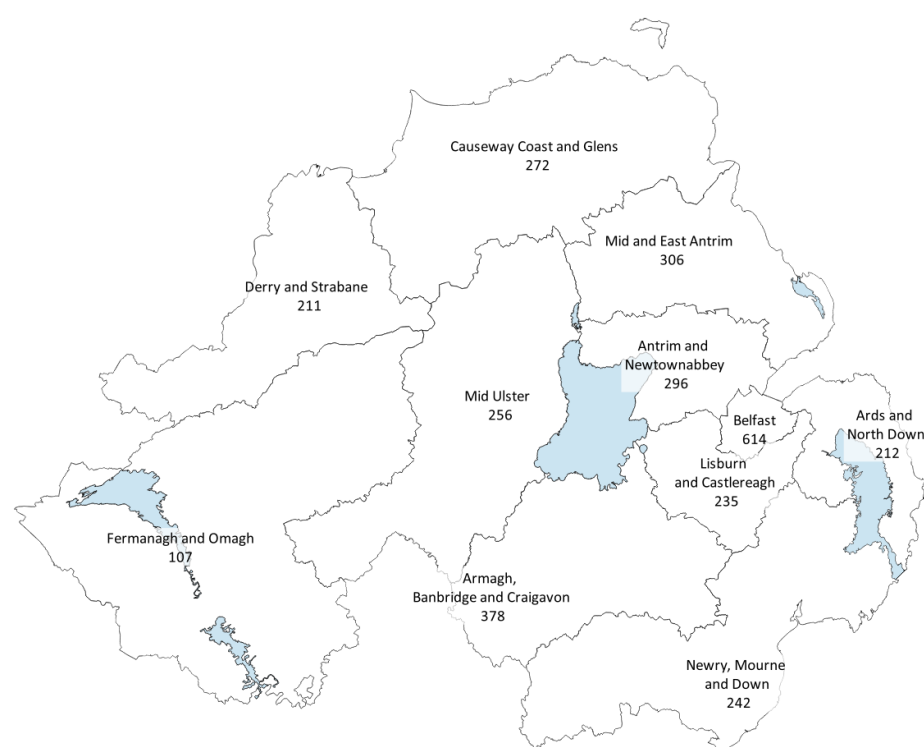 Causeway Coast and Glens
272
Mid and East Antrim
306
Derry and Strabane
211
Antrim and
Newtownabbey
296
Mid Ulster
256
Belfast
614
Ards and
North Down
212
Lisburn
and Castlereagh
235
Fermanagh and Omagh
107
Armagh,
Banbridge and Craigavon
378
Newry, Mourne
and Down
242